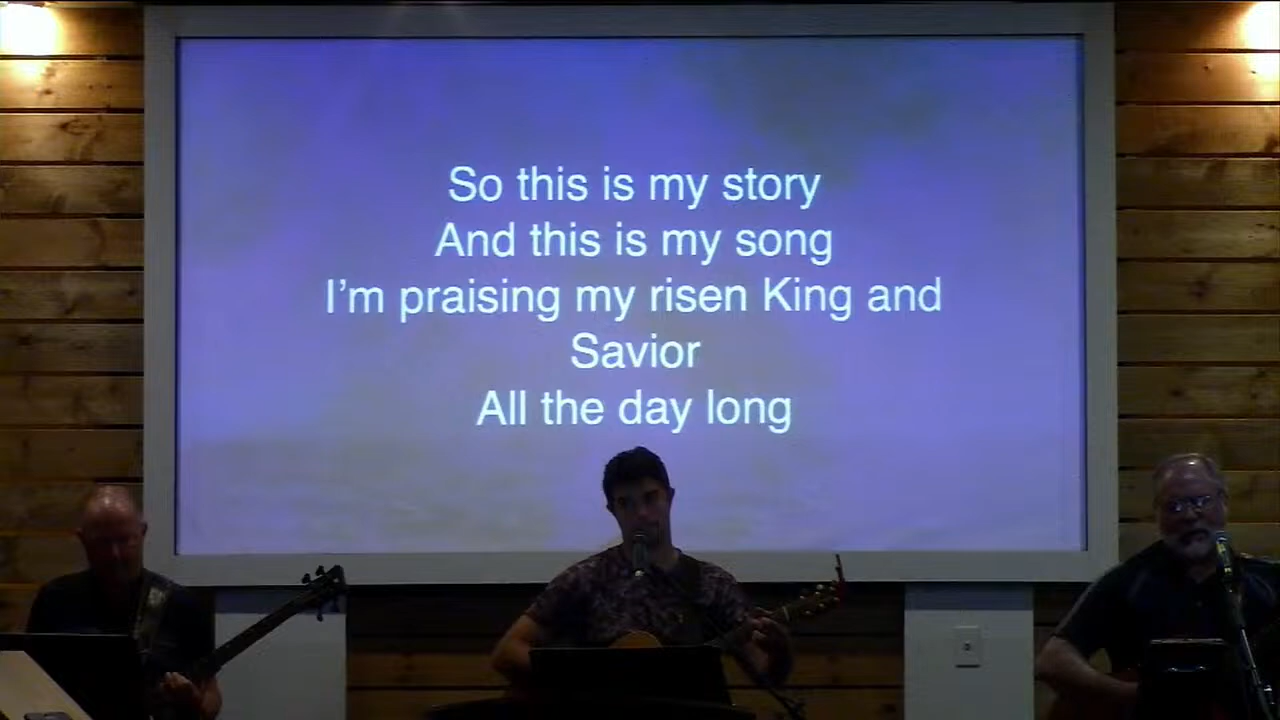 So this is my story
And this is my song
I’m praising my risen King and
Savior
All the day long